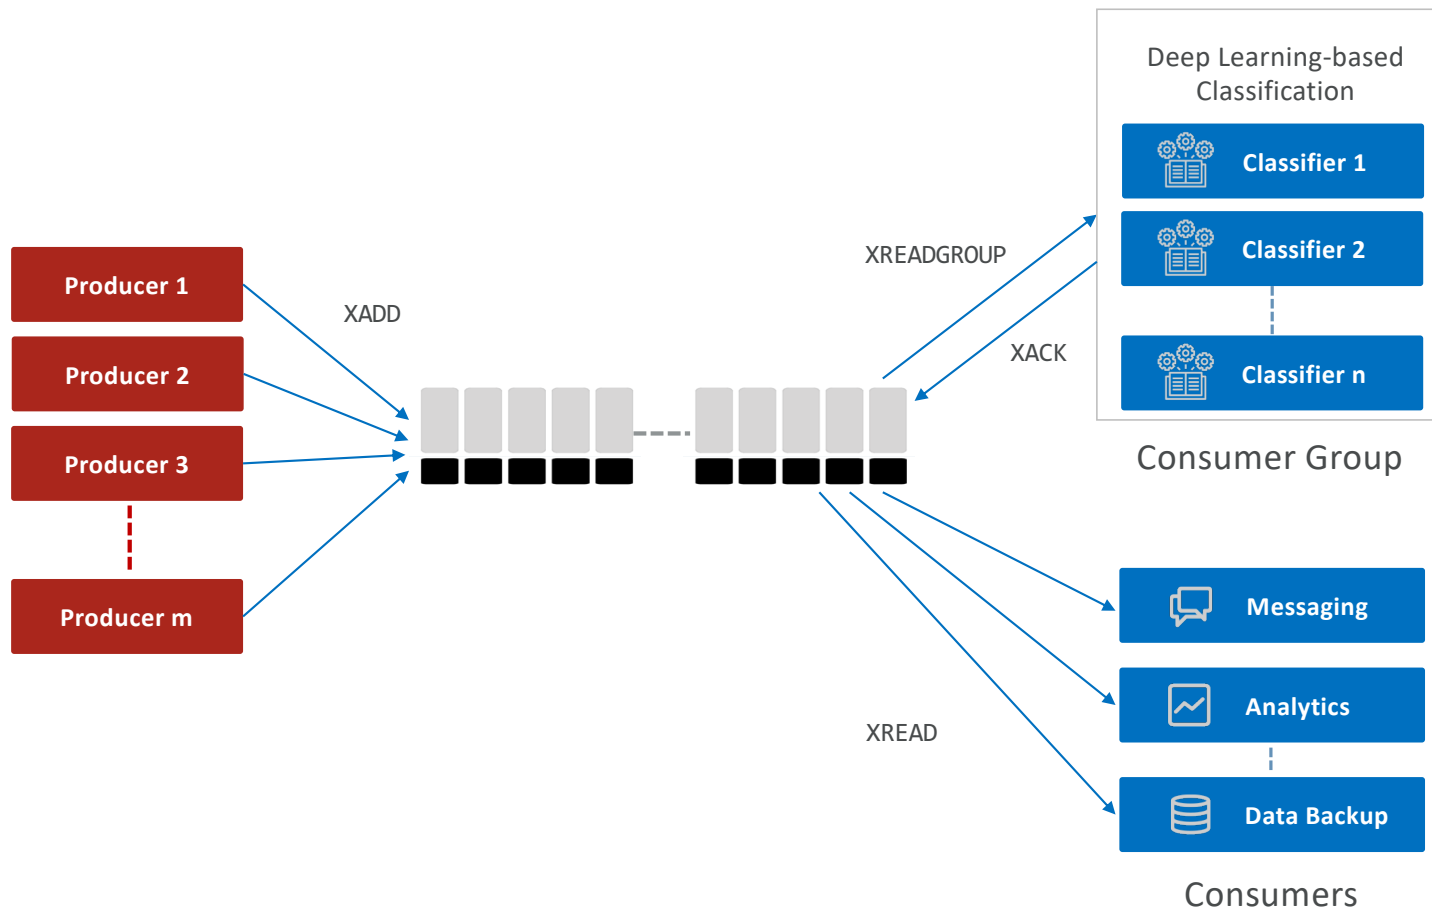 Deep Learning-based
Classification
Classifier 1
Classifier 2
Classifier n
Consumer Group
Producer 1
Producer 2
Producer 3
Producer m
XADD
XREADGROUP
XACK
XREAD
Messaging
Analytics
Data Backup
Consumers